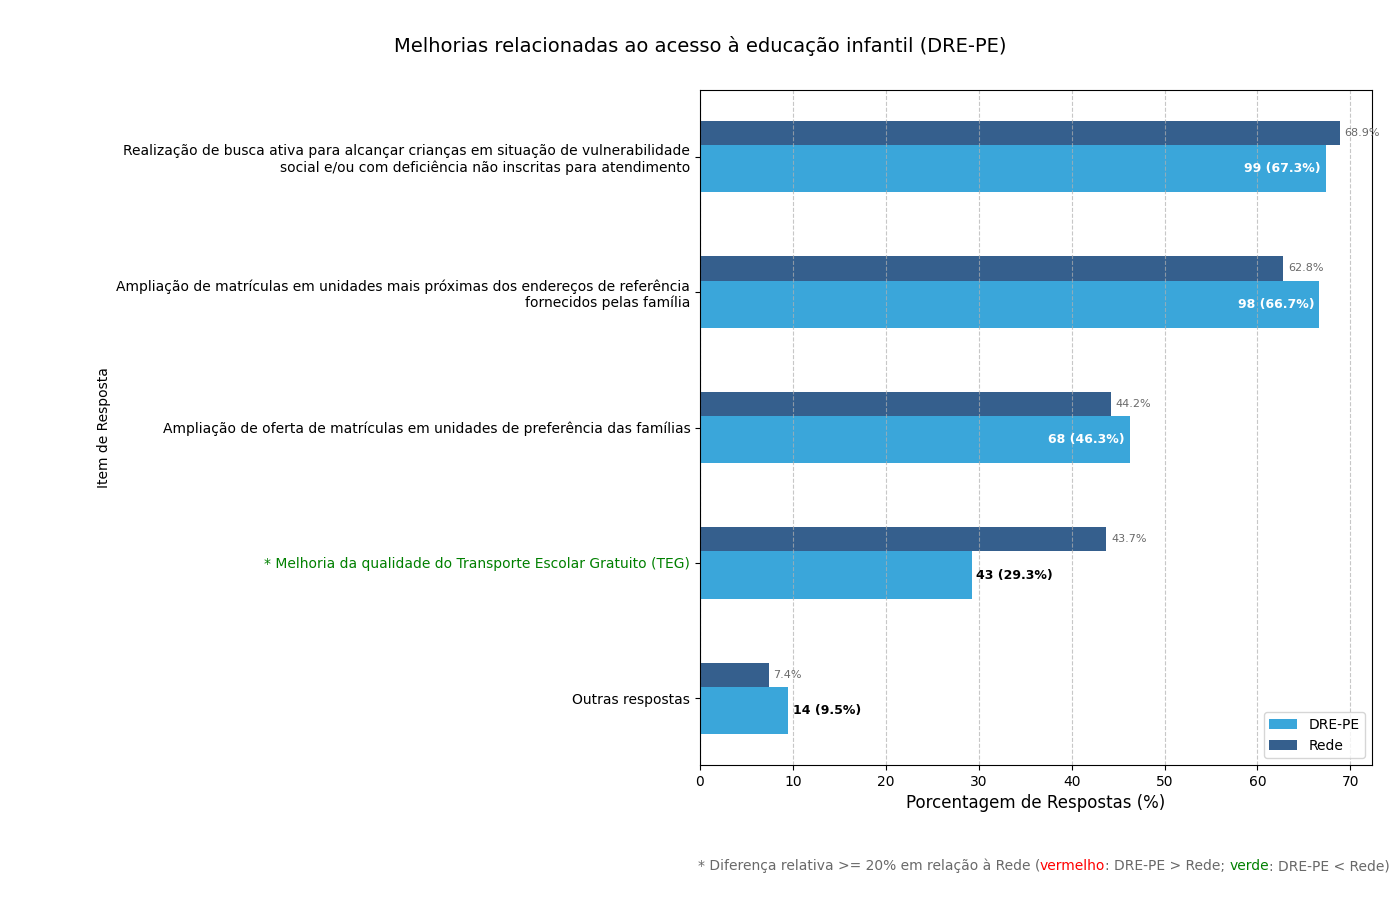 Melhorias relacionadas ao acesso à educação infantil (DRE-PE)
Item de Resposta
Realização de busca ativa para alcançar crianças em situação de vulnerabilidade
social e/ou com deficiência não inscritas para atendimento
68.9%
99 (67.3%)
Ampliação de matrículas em unidades mais próximas dos endereços de referência
fornecidos pelas família
62.8%
98 (66.7%)
Ampliação de oferta de matrículas em unidades de preferência das famílias
44.2%
68 (46.3%)
* Melhoria da qualidade do Transporte Escolar Gratuito (TEG)
43.7%
43 (29.3%)
Outras respostas
7.4%
14 (9.5%)
DRE-PE
Rede
0 10 20 30 40 50 60 70
Porcentagem de Respostas (%)
* Diferença relativa >= 20% em relação à Rede (vermelho: DRE-PE > Rede; verde: DRE-PE < Rede)